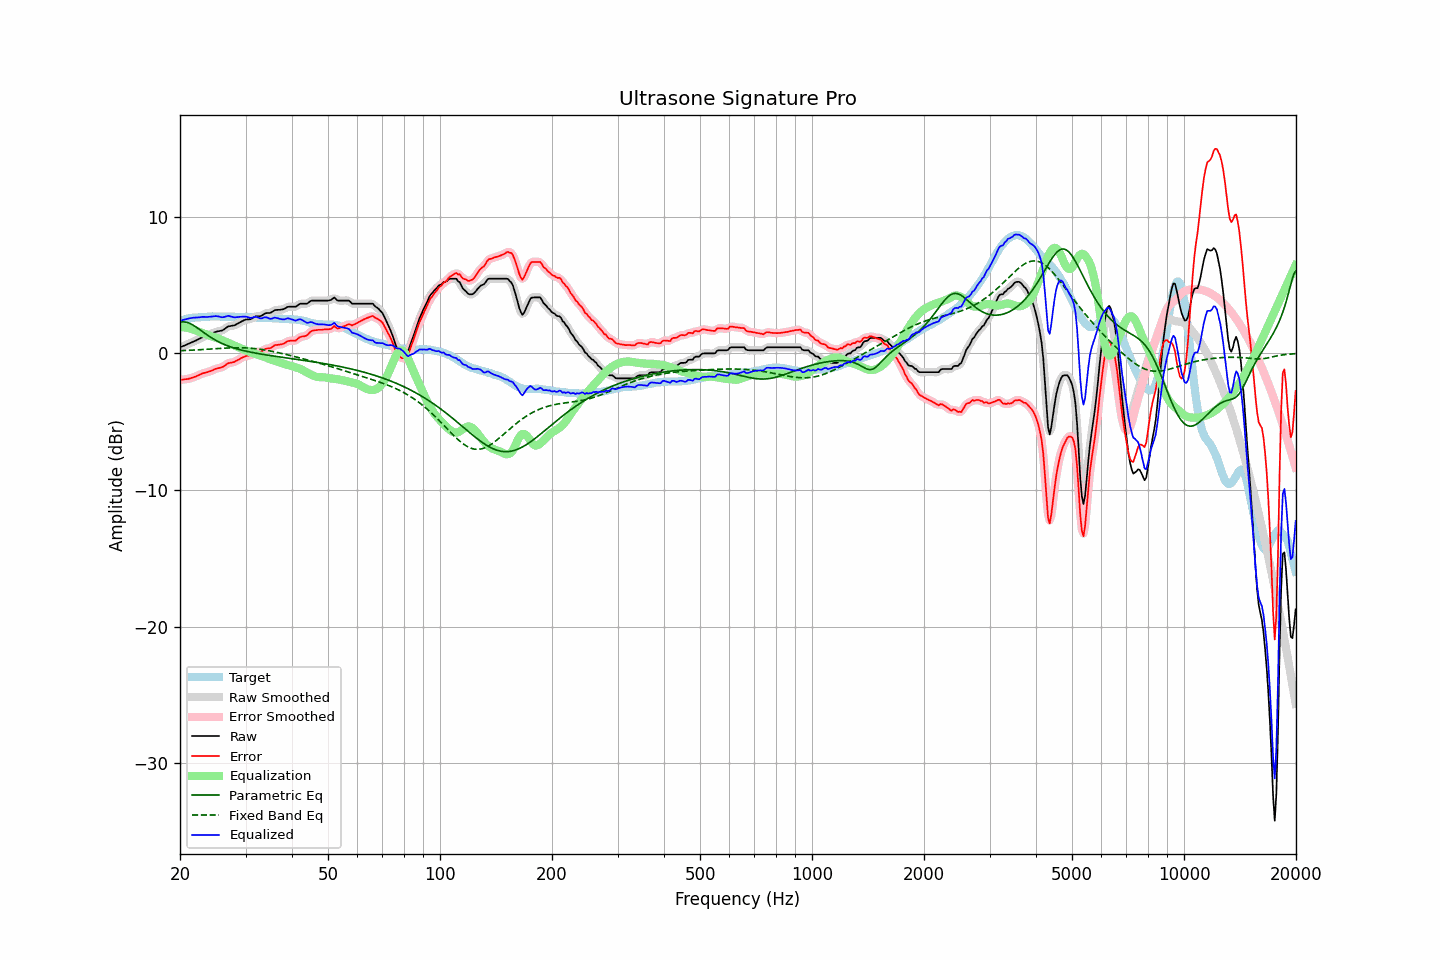 Ultrasone Signature Pro
Amplitude (dBr)
10
0
−10
−20
−30
Target
Raw Smoothed
Error Smoothed
Raw
Error
Equalization
Parametric Eq
Fixed Band Eq
Equalized
20 50 100 200 500 1000 2000 5000 10000 20000
Frequency (Hz)